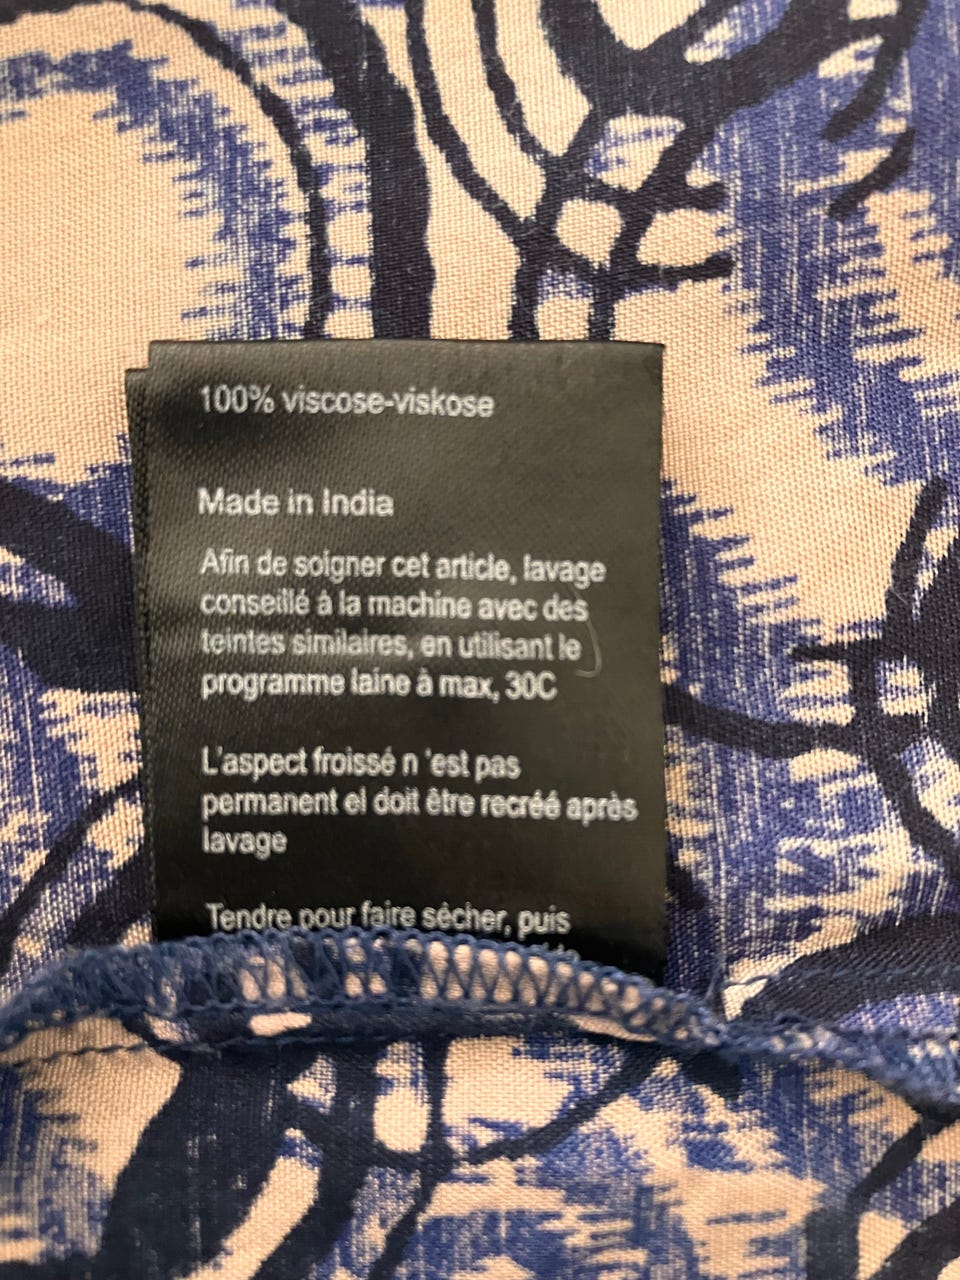 100% viscose-viskose
Made in India
Afin de soigner cet article, lavage
conseillé à la machine avec des
teintes similaires, en utilisant le
programme laine à max, 30C
L'aspect froissé n 'est pas
permanent el doit être recréé après
lavage
Tendre pour faire sécher, puis